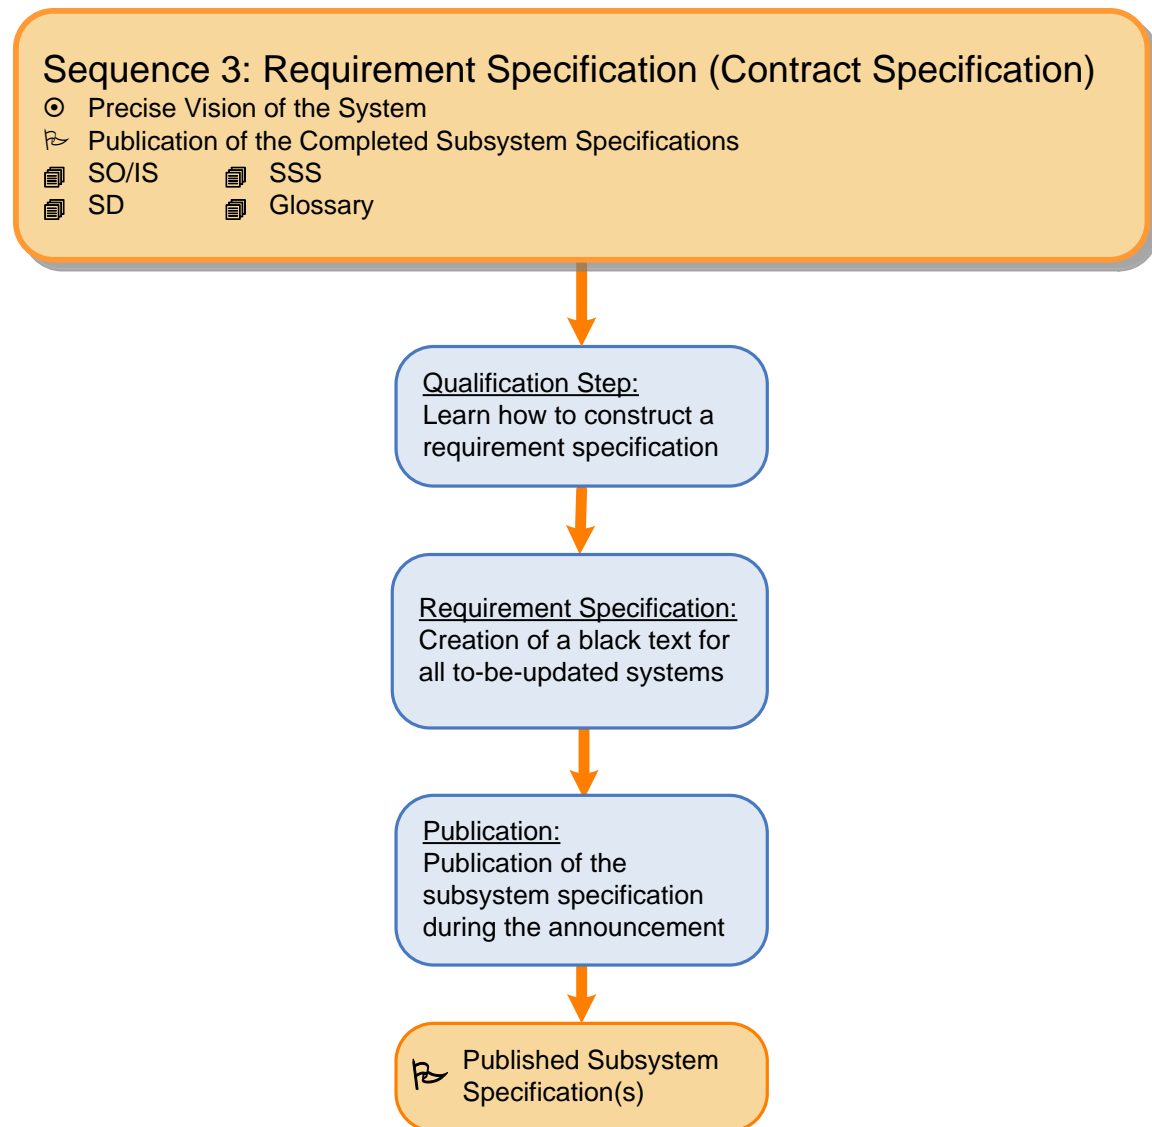 Sequence 3: Requirement Specification (Contract Specification)
Precise Vision of the System
Publication of the Completed Subsystem Specifications
SO/IS SSS
SD Glossary
Qualification Step:
Learn how to construct a
requirement specification
Requirement Specification:
Creation of a black text for
all to-be-updated systems
Publication:
Publication of the
subsystem specification
during the announcement
Published Subsystem
Specification(s)